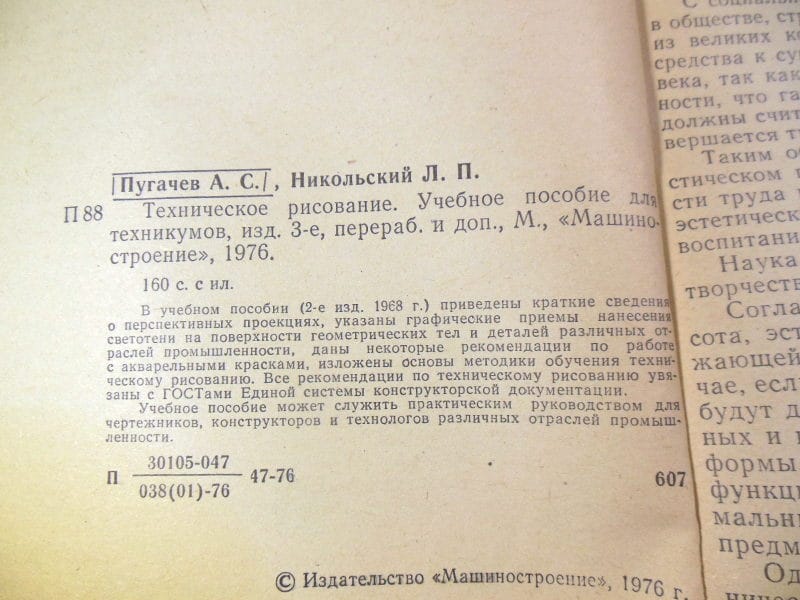 Пугачев А. С., Никольский Л. П.
П 88 Техническое рисование. Учебное пособие для
техникумов, изд. 3-е, перераб. и доп., М., «Машино-
строение», 1976.
160 с. с ил.
В учебном пособии (2-е изд. 1968 г.) приведены краткие сведения
о перспективных проекциях, указаны графические приемы нанесения
светотени на поверхности геометрических тел и деталей различных от-
раслей промышленности, даны некоторые рекомендации по работе
с акварельными красками, изложены основы методики обучения техни-
ческому рисованию. Все рекомендации по техническому рисованию увя-
заны с ГОСТами Единой системы конструкторской документации.
Учебное пособие может служить практическим руководством для
чертежников, конструкторов и технологов различных отраслей промыш-
ленности.
30105-047
П 47-76 607
038(01)-76
© Издательство «Машиностроение», 1976 г.
в обществе,
из великих
средства к
века, так как
ности, что
должны
вершается
Таким
стическом
сти труда
эстетическ
воспитани
Наука
творчеств
Согла
сота, эст
жающей
чае, если
будут д
ных и
формы
функци
мальны
предм
Од